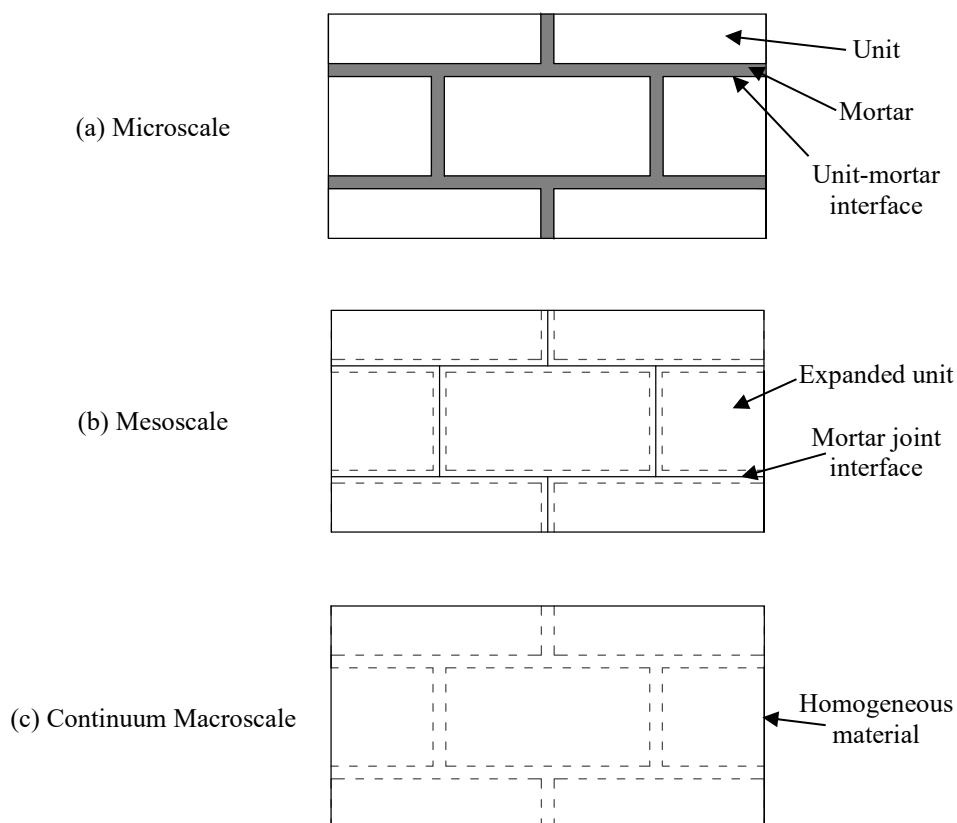 (a) Microscale
Unit
Mortar
Unit-mortar
interface
(b) Mesoscale
Expanded unit
Mortar joint
interface
(c) Continuum Macroscale
Homogeneous
material